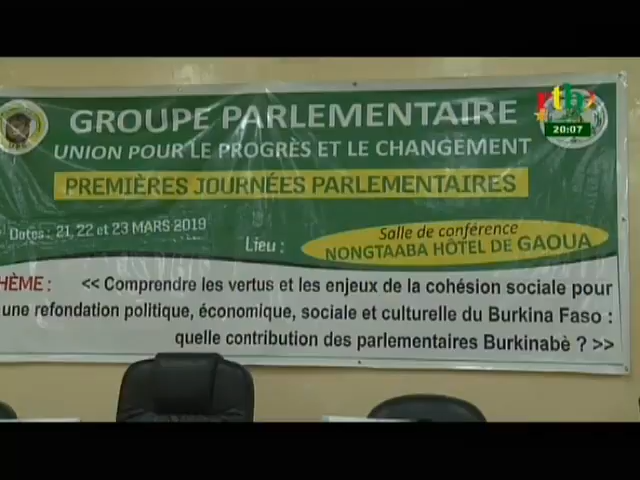 GROUPE PARLEMENTAIRE
UNION POUR LE PROGRÈS ET LE CHANGEMENT
PREMIÈRES JOURNÉES PARLEMENTAIRES
Dates : 21, 22 et 23 MARS 2019
Lieu :
Salle de conférence
NONGTAABA HÔTEL DE GAOUA
HÈME : << Comprendre les vertus et les enjeux de la cohésion sociale pour
une refondation politique, économique, sociale et culturelle du Burkina Faso :
quelle contribution des parlementaires Burkinabè ? >>
rtb
20:07